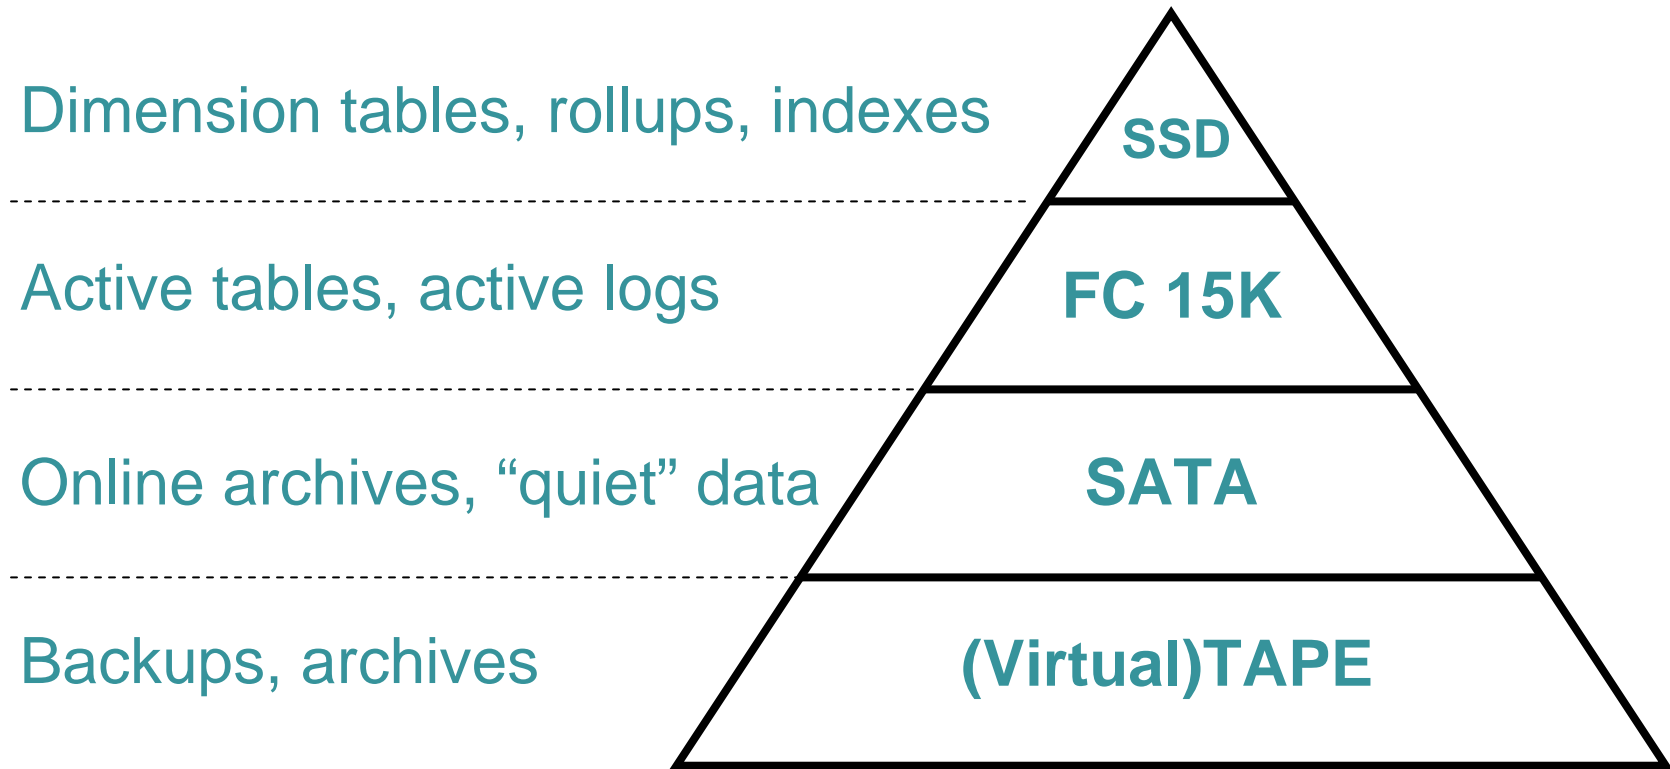 Dimension tables, rollups, indexes
SSD
Active tables, active logs
FC 15K
Online archives, “quiet” data
SATA
Backups, archives
(Virtual)TAPE